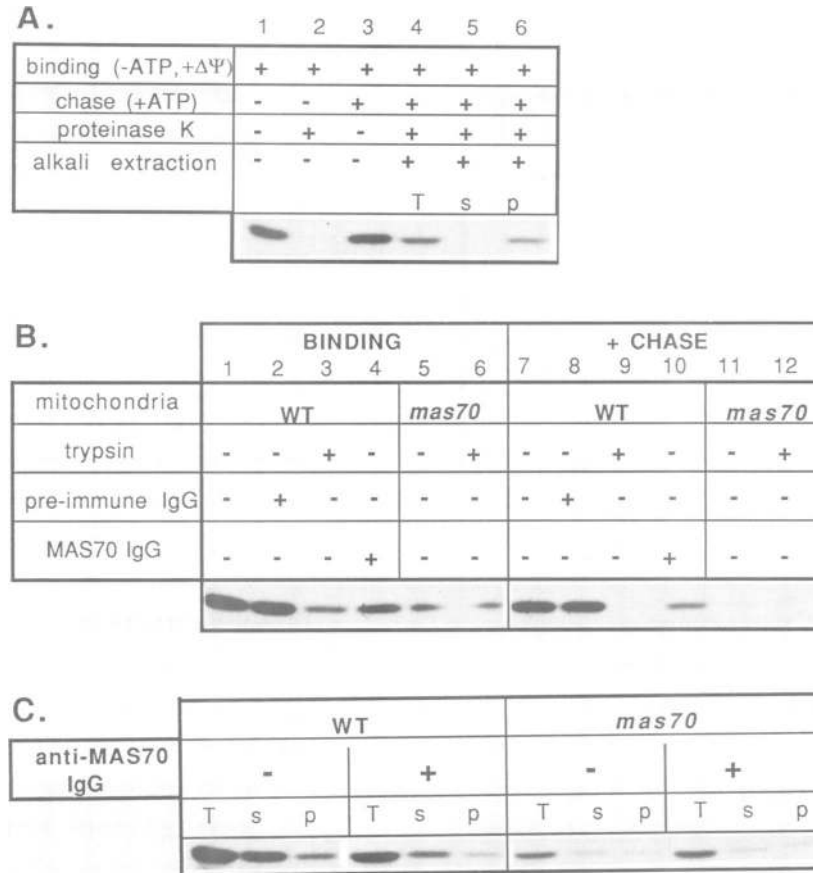 A.
1 2 3 4 5 6
binding (-ATP,+ΔΨ) + + + + + +
chase (+ATP) - - + + + +
proteinase K - + - + + +
alkali extraction - - - + + +
T s p
B.
BINDING + CHASE
1 2 3 4 5 6 7 8 9 10 11 12
mitochondria WT mas70 WT mas70
trypsin - - + - - + - - + - - +
pre-immune IgG - + - - - - - + - - - -
MAS70 IgG - - - + - - - - - + - -
C.
WT mas70
anti-MAS70 - + - +
IgG
T s p T s p T s p T s p